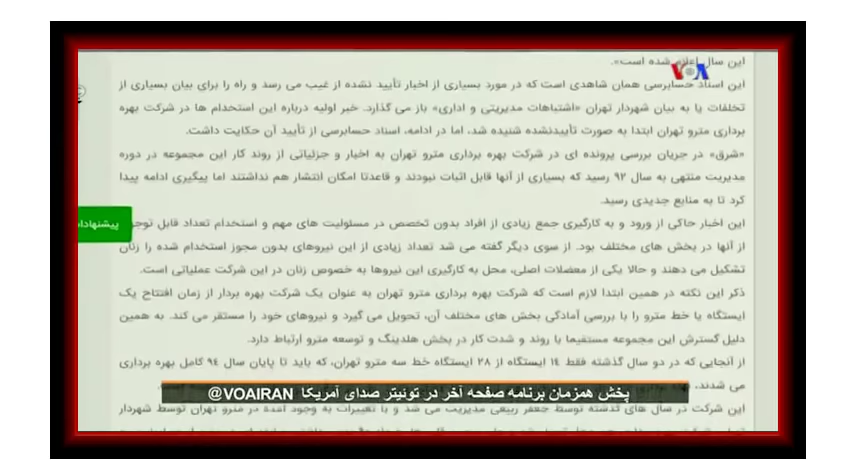 این سال اعلام شده است».
VOA
این اسناد حسابرسی همان شاهدی است که در مورد بسیاری از اخبار تأیید نشده از غیب می رسد و راه را برای بیان بسیاری از
تخلفات یا به بیان شهردار تهران «اشتباهات مدیریتی و اداری» باز می گذارد. خبر اولیه درباره این استخدام ها در شرکت بهره
برداری مترو تهران ابتدا به صورت تأییدنشده شنیده شد، اما در ادامه، اسناد حسابرسی از تأیید آن حکایت داشت.
«شرق» در جریان بررسی پرونده ای در شرکت بهره برداری مترو تهران به اخبار و جزئیاتی از روند کار این مجموعه در دوره
مدیریت منتهی به سال ۹۲ رسید که بسیاری از آنها قابل اثبات نبودند و قاعدتا امکان انتشار هم نداشتند اما پیگیری ادامه پیدا
کرد تا به منابع جدیدی رسید.
این اخبار حاکی از ورود و به کارگیری جمع زیادی از افراد بدون تخصص در مسئولیت های مهم و استخدام تعداد قابل
پیشنهادا
از آنها در بخش های مختلف بود. از سوی دیگر گفته می شد تعداد زیادی از این نیروهای بدون مجوز استخدام شده را زنان
تشکیل می دهند و حالا یکی از معضلات اصلی، محل به کارگیری این نیروها به خصوص زنان در این شرکت عملیاتی است.
ذکر این نکته در همین ابتدا لازم است که شرکت بهره برداری مترو تهران به عنوان یک شرکت بهره بردار از زمان افتتاح یک
ایستگاه یا خط مترو را با بررسی آمادگی بخش های مختلف آن، تحویل می گیرد و نیروهای خود را مستقر می کند. به همین
دلیل گسترش این مجموعه مستقیما با روند و شدت کار در بخش هلدینگ و توسعه مترو ارتباط دارد.
از آنجایی که در دو سال گذشته فقط ۱٤ ایستگاه از ۲۸ ایستگاه خط سه مترو تهران، که باید تا پایان سال ۹٤ کامل بهره برداری
می شدند،
پخش همزمان برنامه صفحه آخر در توئیتر صدای آمریکا @VOAIRAN
این شرکت در سال های گذشته توسط جعفر ربیعی مدیریت می شد و با تغییرات به وجود آمده در مترو تهران توسط شهردار